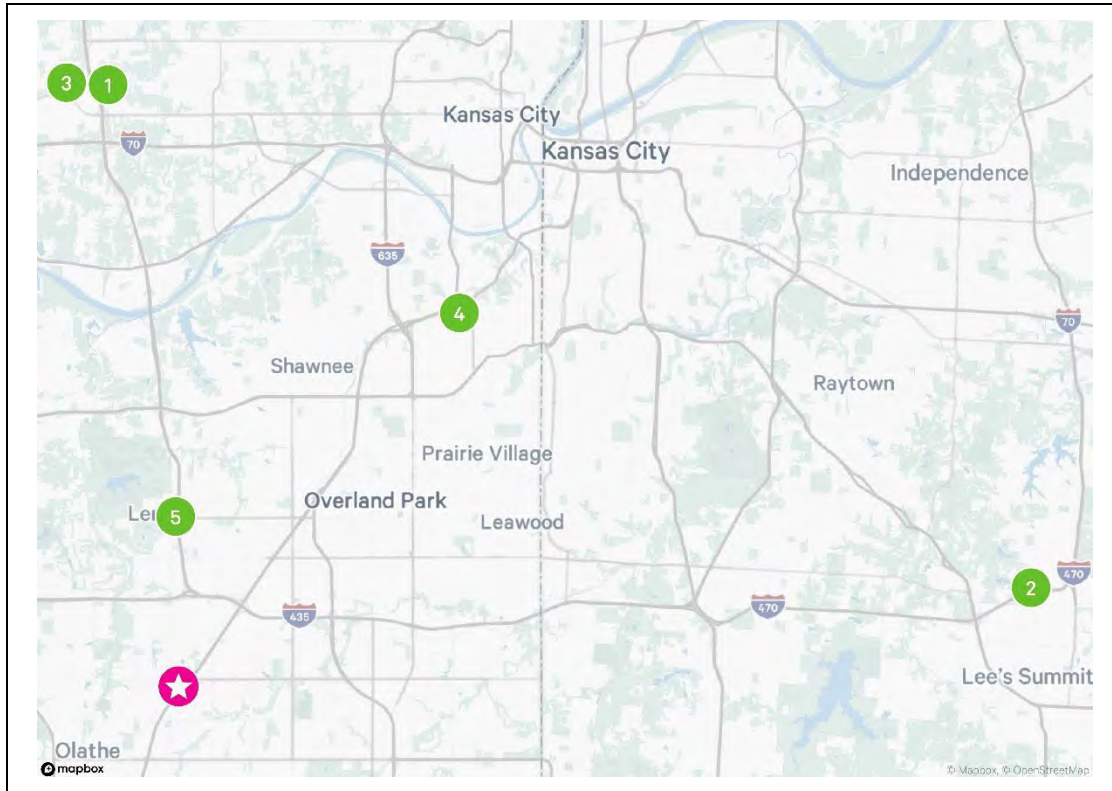 3
1
Kansas City
70
Kansas City
Independence
635
4
70
Shawnee
Raytown
Prairie Village
Overland Park
Len
5
Leawood
470
2
470
435
Lee's Summit
Olathe
mapbox
© Mapbox, © OpenStreetMap